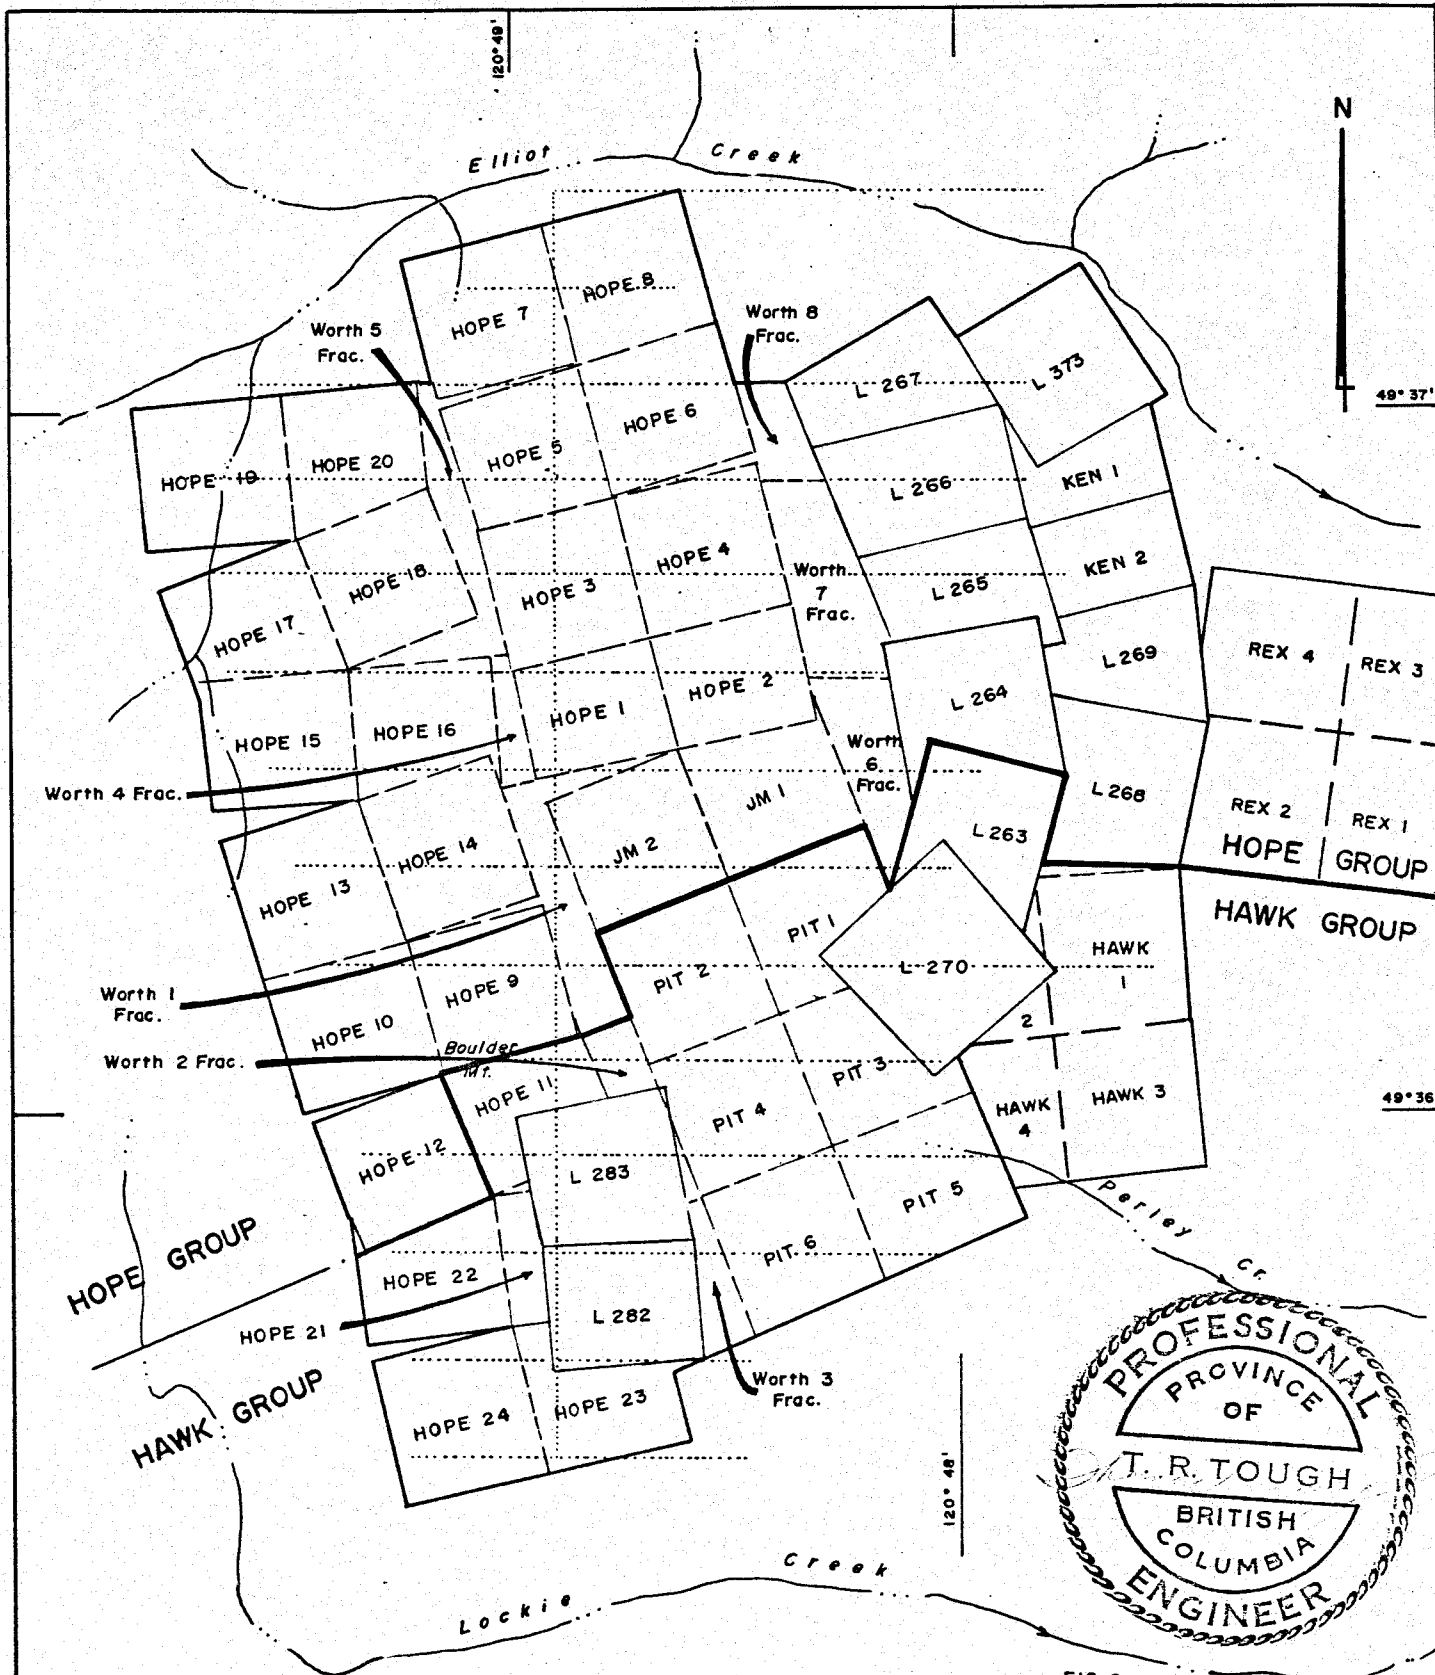 120° 49'
N
Elliot Creek
HOPE 8
HOPE 7
Worth 5
Frac.
Worth 8
Frac.
L 267
L 373
49° 37'
HOPE 6
HOPE 5
HOPE 19
HOPE 20
L 266
KEN 1
HOPE 4
HOPE 3
HOPE 18
Worth
7
Frac.
L 265
KEN 2
HOPE 17
L 269
REX 4
REX 3
HOPE 2
HOPE 1
L 264
HOPE 15
HOPE 16
Worth
6
Frac.
Worth 4 Frac.
JM 1
JM 2
L 268
REX 2
REX 1
L 263
HOPE GROUP
HAWK GROUP
HOPE 14
HOPE 13
PIT 1
PIT 2
L 270
HAWK
1
HOPE 9
Worth 1
Frac.
HOPE 10
2
Worth 2 Frac.
Boulder
Mt.
HOPE 11
PIT 3
PIT 4
HAWK
4
HAWK 3
49° 36
HOPE 12
L 283
PIT 5
Perley Cr.
PIT 6
HOPE GROUP
HOPE 22
HOPE 21
L 282
HAWK GROUP
Worth 3
Frac.
HOPE 24
HOPE 23
120° 48'
PROFESSIONAL
PROVINCE
OF
T. R. TOUGH
BRITISH
COLUMBIA
ENGINEER
Lockie Creek